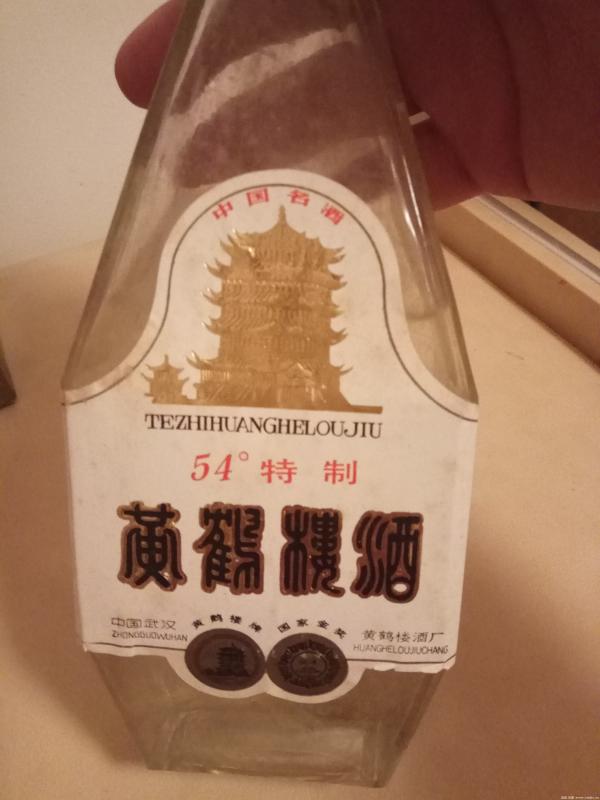 中国名酒
TEZHIHUANGHELOUJIU
54°特制
黄鹤楼酒
黄鹤楼牌 国家金奖
中国武汉 黄鹤楼酒厂
ZHONGGUOWUHAN HUANGHELOUJIUCHANG